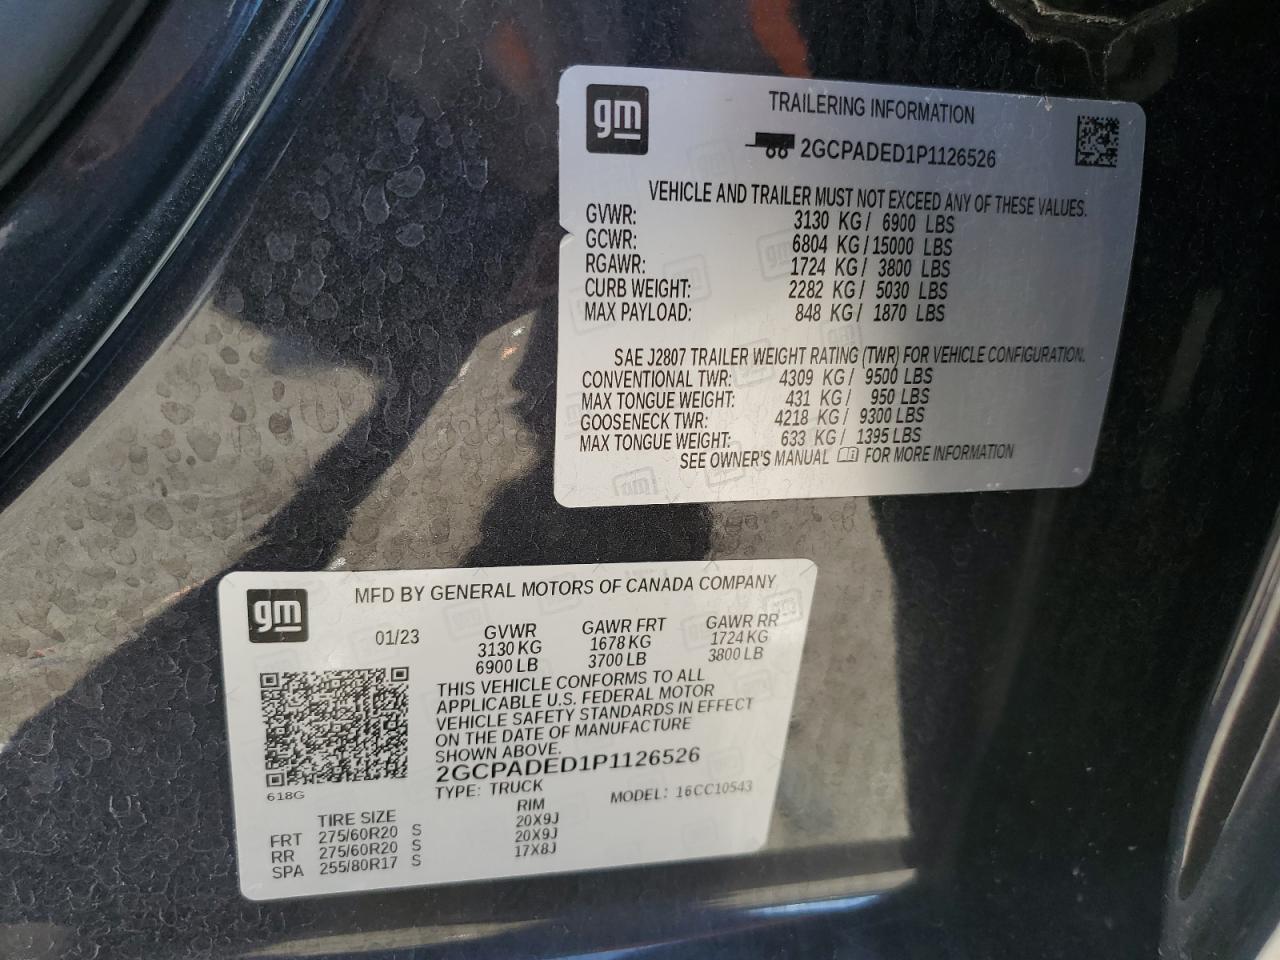 gm
TRAILERING INFORMATION
2GCPADED1P1126526
VEHICLE AND TRAILER MUST NOT EXCEED ANY OF THESE VALUES.
GVWR: 3130 KG/ 6900 LBS
GCWR: 6804 KG/15000 LBS
RGAWR: 1724 KG/ 3800 LBS
CURB WEIGHT: 2282 KG/ 5030 LBS
MAX PAYLOAD: 848 KG/ 1870 LBS
SAE J2807 TRAILER WEIGHT RATING (TWR) FOR VEHICLE CONFIGURATION.
CONVENTIONAL TWR: 4309 KG/ 9500 LBS
MAX TONGUE WEIGHT: 431 KG/ 950 LBS
GOOSENECK TWR: 4218 KG/ 9300 LBS
MAX TONGUE WEIGHT: 633 KG/ 1395 LBS
SEE OWNER'S MANUAL FOR MORE INFORMATION
gm
MFD BY GENERAL MOTORS OF CANADA COMPANY
01/23 GVWR GAWR FRT GAWR RR
3130 KG 1678 KG 1724 KG
6900 LB 3700 LB 3800 LB
THIS VEHICLE CONFORMS TO ALL
APPLICABLE U.S. FEDERAL MOTOR
VEHICLE SAFETY STANDARDS IN EFFECT
ON THE DATE OF MANUFACTURE
SHOWN ABOVE.
2GCPADED1P1126526
TYPE: TRUCK MODEL: 16CC10543
618G
TIRE SIZE RIM
FRT 275/60R20 S 20X9J
RR 275/60R20 S 20X9J
SPA 255/80R17 S 17X8J